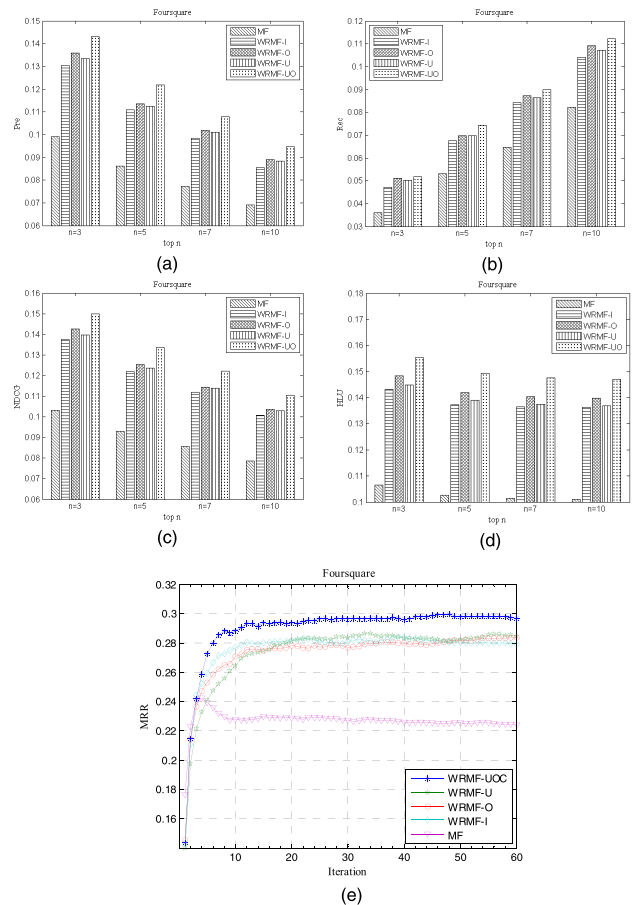 Foursquare
0.15
0.14
0.13
0.12
0.11
0.1
0.09
0.08
0.07
0.06
Pre
MF
WRMF-I
WRMF-O
WRMF-U
WRMF-UO
n=3 n=5 n=7 n=10
top n
(a)
Foursquare
0.12
0.11
0.1
0.09
0.08
0.07
0.06
0.05
0.04
0.03
Rec
MF
WRMF-I
WRMF-O
WRMF-U
WRMF-UO
n=3 n=5 n=7 n=10
top n
(b)
Foursquare
0.16
0.15
0.14
0.13
0.12
0.11
0.1
0.09
0.08
0.07
0.06
NDCG
MF
WRMF-I
WRMF-O
WRMF-U
WRMF-UO
n=3 n=5 n=7 n=10
top n
(c)
Foursquare
0.18
0.17
0.16
0.15
0.14
0.13
0.12
0.11
0.1
HLU
MF
WRMF-I
WRMF-O
WRMF-U
WRMF-UO
n=3 n=5 n=7 n=10
top n
(d)
Foursquare
0.32
0.3
0.28
0.26
0.24
0.22
0.2
0.18
0.16
MRR
WRMF-UOC
WRMF-U
WRMF-O
WRMF-I
MF
10 20 30 40 50 60
Iteration
(e)